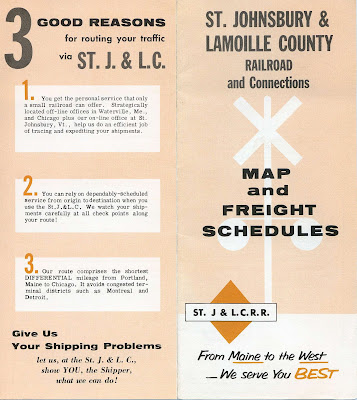 3 GOOD REASONS
for routing your traffic
via ST. J. & L.C.
1. You get the personal service that only
a small railroad can offer. Strategically
located off-line offices in Waterville, Me.,
and Chicago plus our on-line office at St.
Johnsbury, Vt., help us do an efficient job
of tracing and expediting your shipments.
2. You can rely on dependably-scheduled
service from origin to destination when you
use the St.J.&L.C. We watch your ship-
ments carefully at all check points along
your route!
3. Our route comprises the shortest
DIFFERENTIAL mileage from Portland,
Maine to Chicago. It avoids congested ter-
minal districts such as Montreal and
Detroit.
Give Us
Your Shipping Problems
let us, at the St. J. & L. C.,
show YOU, the Shipper,
what we can do!
ST. JOHNSBURY &
LAMOILLE COUNTY
RAILROAD
and Connections
MAP
and
FREIGHT
SCHEDULES
ST. J & L.C.R.R.
From Maine to the West
— We serve You BEST